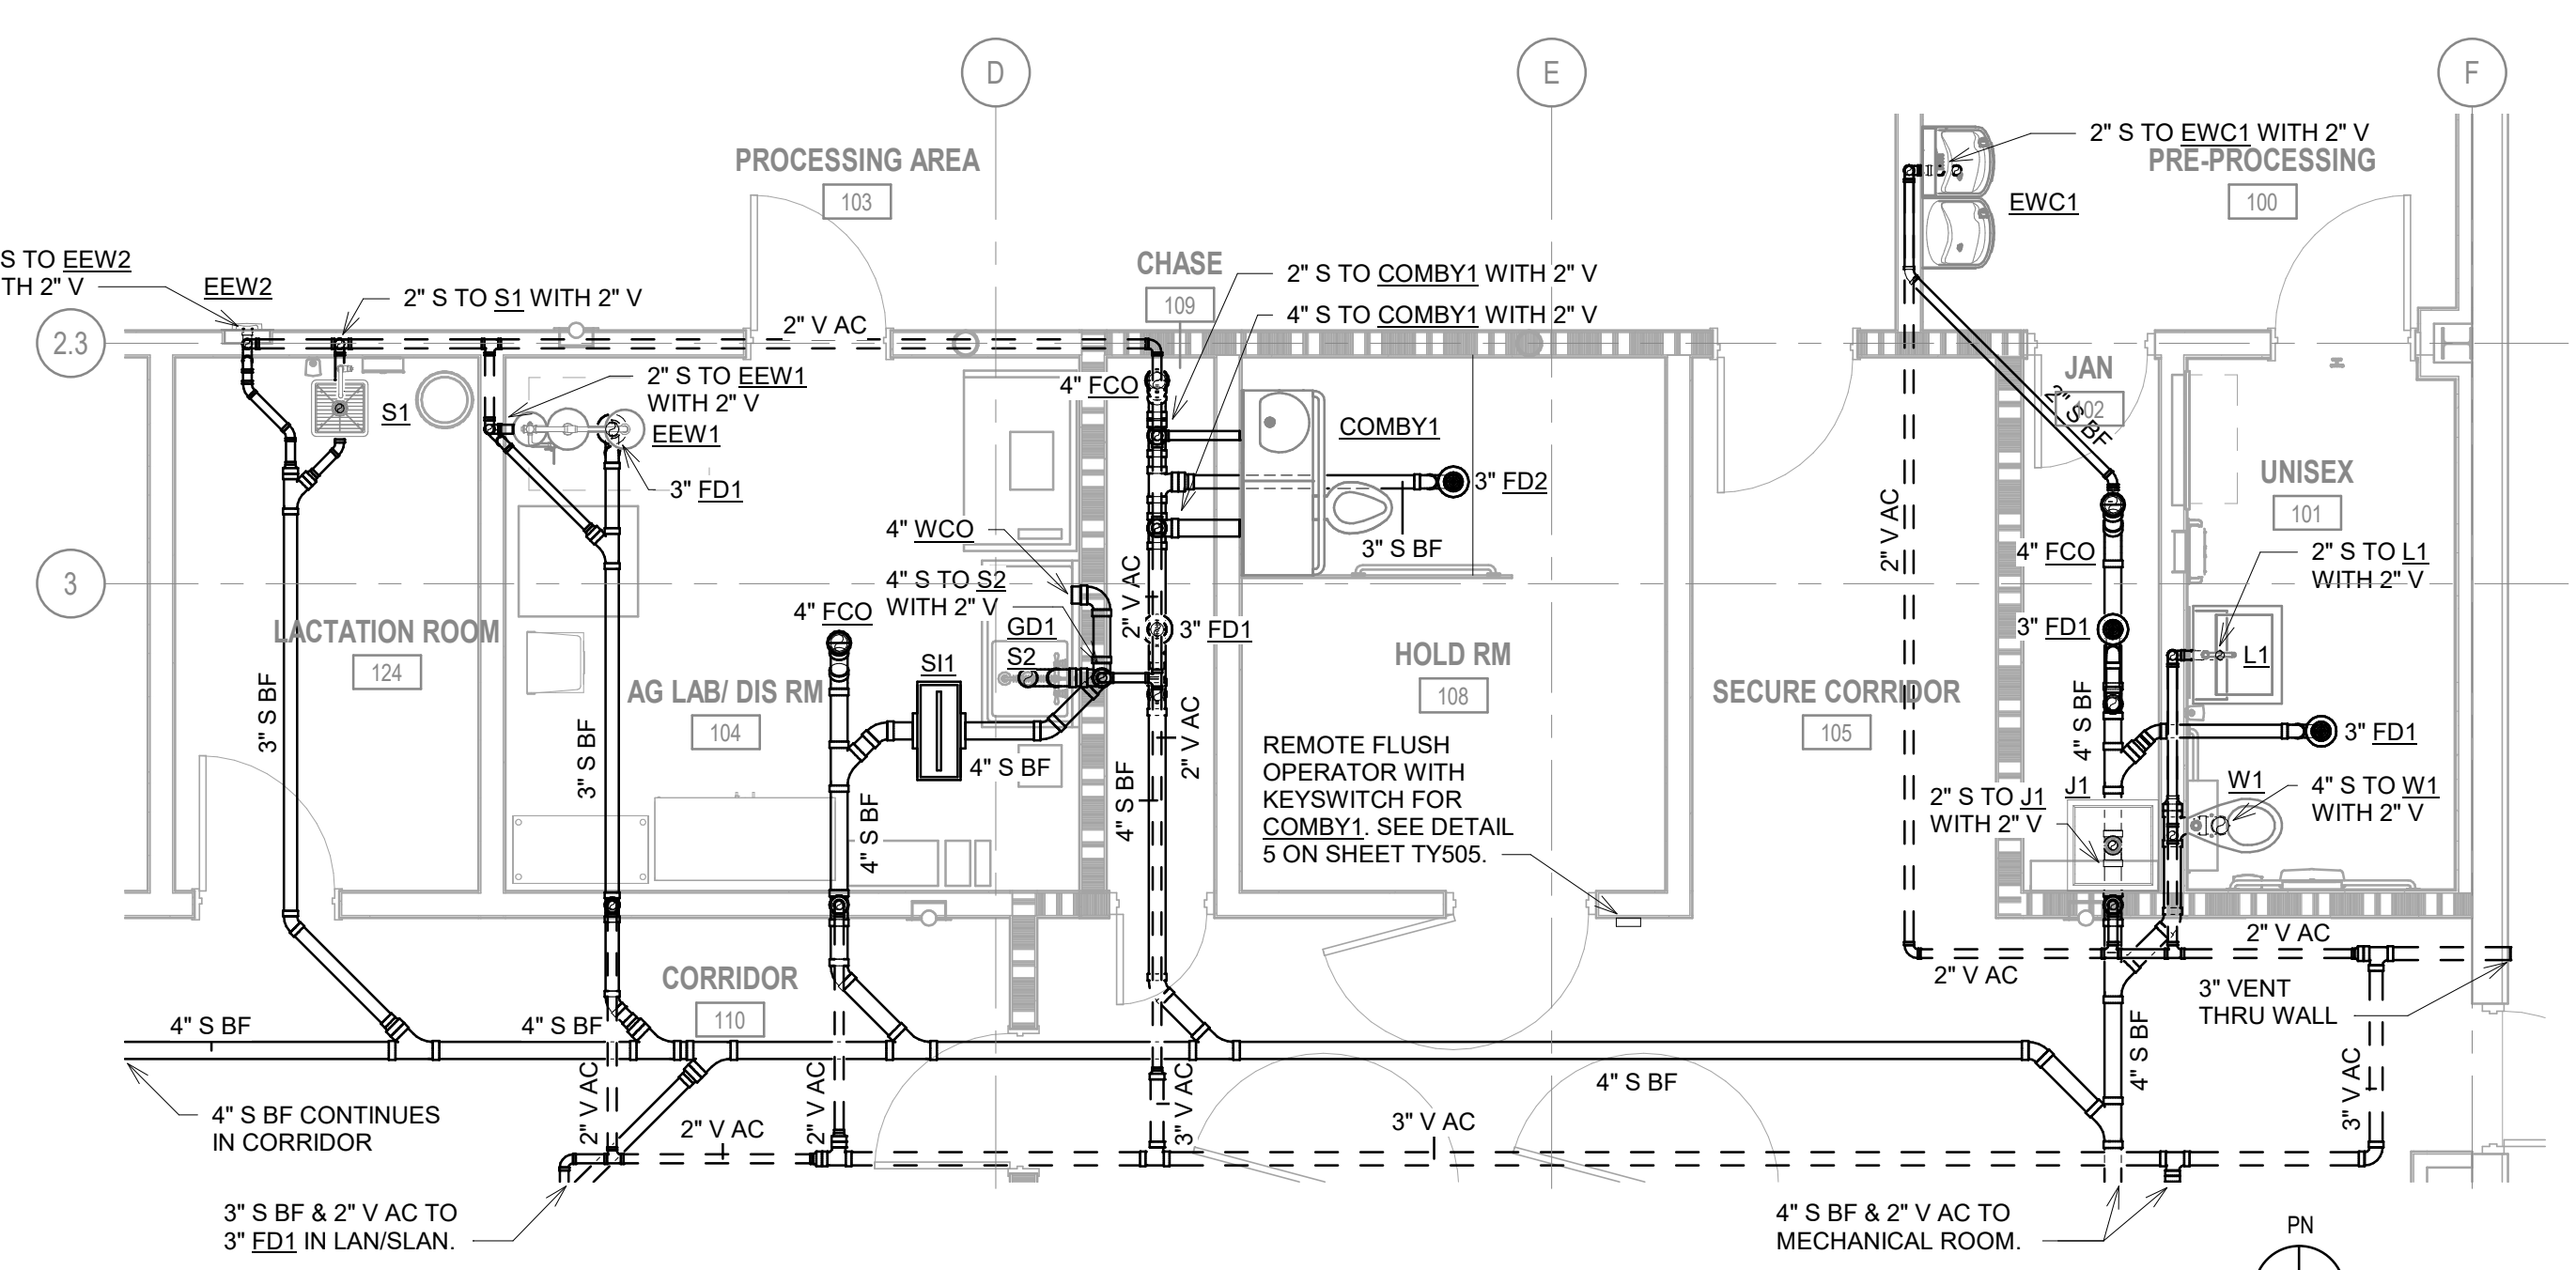 D
E
F
2" S TO EWC1 WITH 2" V
PROCESSING AREA
103
PRE-PROCESSING
100
EWC1
S TO EEW2
TH 2" V
EEW2
2" S TO S1 WITH 2" V
CHASE
109
2" S TO COMBY1 WITH 2" V
4" S TO COMBY1 WITH 2" V
2.3
2" V AC
JAN
102
2" S BF
2" S TO EEW1
WITH 2" V
4" FCO
S1
EEW1
COMBY1
3" FD1
3" FD2
UNISEX
101
4" WCO
3" S BF
2" V AC
4" FCO
2" S TO L1
WITH 2" V
3
4" S TO S2
WITH 2" V
2" V AC
4" FCO
LACTATION ROOM
124
GD1
3" FD1
3" FD1
SI1
S2
HOLD RM
108
L1
AG LAB/ DIS RM
104
SECURE CORRIDOR
105
3" S BF
3" S BF
2" V AC
4" S BF
4" S BF
3" FD1
REMOTE FLUSH
OPERATOR WITH
KEYSWITCH FOR
COMBY1. SEE DETAIL
5 ON SHEET TY505.
4" S BF
4" S BF
2" S TO J1
WITH 2" V
J1
W1
4" S TO W1
WITH 2" V
2" V AC
2" V AC
CORRIDOR
110
3" VENT
THRU WALL
4" S BF
4" S BF
4" S BF
4" S BF
2" V AC
2" V AC
3" V AC
3" V AC
4" S BF CONTINUES
IN CORRIDOR
2" V AC
3" V AC
3" S BF & 2" V AC TO
3" FD1 IN LAN/SLAN.
4" S BF & 2" V AC TO
MECHANICAL ROOM.
PN